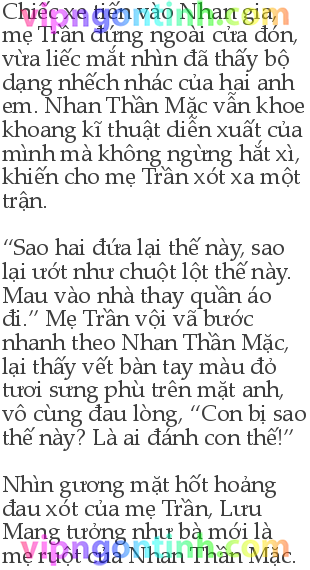 Chiếc xe tiến vào Nhan gia,
mẹ Trần đứng ngoài cửa đón,
vừa liếc mắt nhìn đã thấy bộ
dạng nhếch nhác của hai anh
em. Nhan Thần Mặc vẫn khoe
khoang kĩ thuật diễn xuất của
mình mà không ngừng hắt xì,
khiến cho mẹ Trần xót xa một
trận.
“Sao hai đứa lại thế này, sao
lại ướt như chuột lột thế này.
Mau vào nhà thay quần áo
đi.” Mẹ Trần vội vã bước
nhanh theo Nhan Thần Mặc,
lại thấy vết bàn tay màu đỏ
tươi sưng phù trên mặt anh,
vô cùng đau lòng, “Con bị sao
thế này? Là ai đánh con thế!”
Nhìn gương mặt hốt hoảng
đau xót của mẹ Trần, Lưu
Mang tưởng như bà mới là
mẹ ruột của Nhan Thần Mặc.
vipngontinh.com
vipngontinh.com